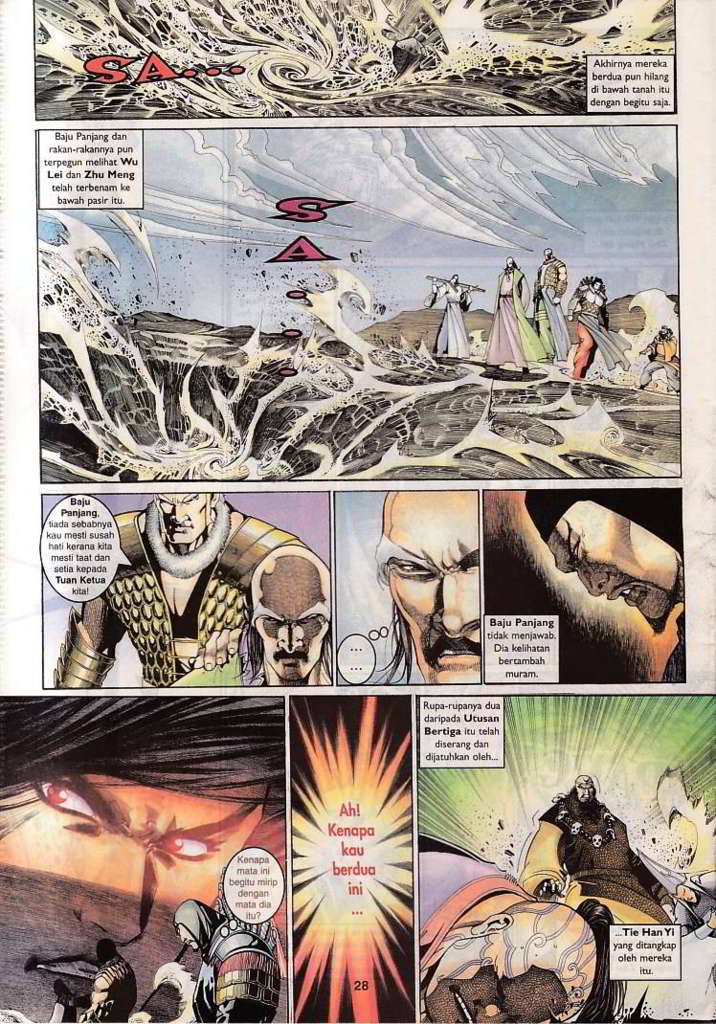 SA...
Akhirnya mereka
berdua pun hilang
di bawah tanah itu
dengan begitu saja.
Baju Panjang dan
rakan-rakannya pun
terpegun melihat Wu
Lei dan Zhu Meng
telah terbenam ke
bawah pasir itu.
S
A
.
.
.
Baju
Panjang,
tiada sebabnya
kau mesti susah
hati kerana kita
mesti taat dan
setia kepada
Tuan Ketua
kita!
...
...
Baju Panjang
tidak menjawab.
Dia kelihatan
bertambah
muram.
Kenapa
mata ini
begitu mirip
dengan
mata dia
itu?
Ah!
Kenapa
kau
berdua
ini
...
Rupa-rupanya dua
daripada Utusan
Bertiga itu telah
diserang dan
dijatuhkan oleh...
...Tie Han Yi
yang ditangkap
oleh mereka
itu.
28